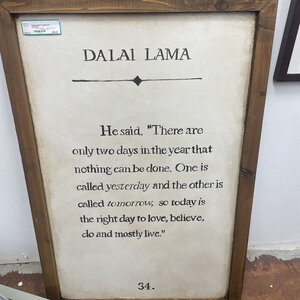 DALAI LAMA
He said, "There are
only two days in the year that
nothing can be done. One is
called yesterday and the other is
called tomorrow, so today is
the right day to love, believe,
do and mostly live."
34.